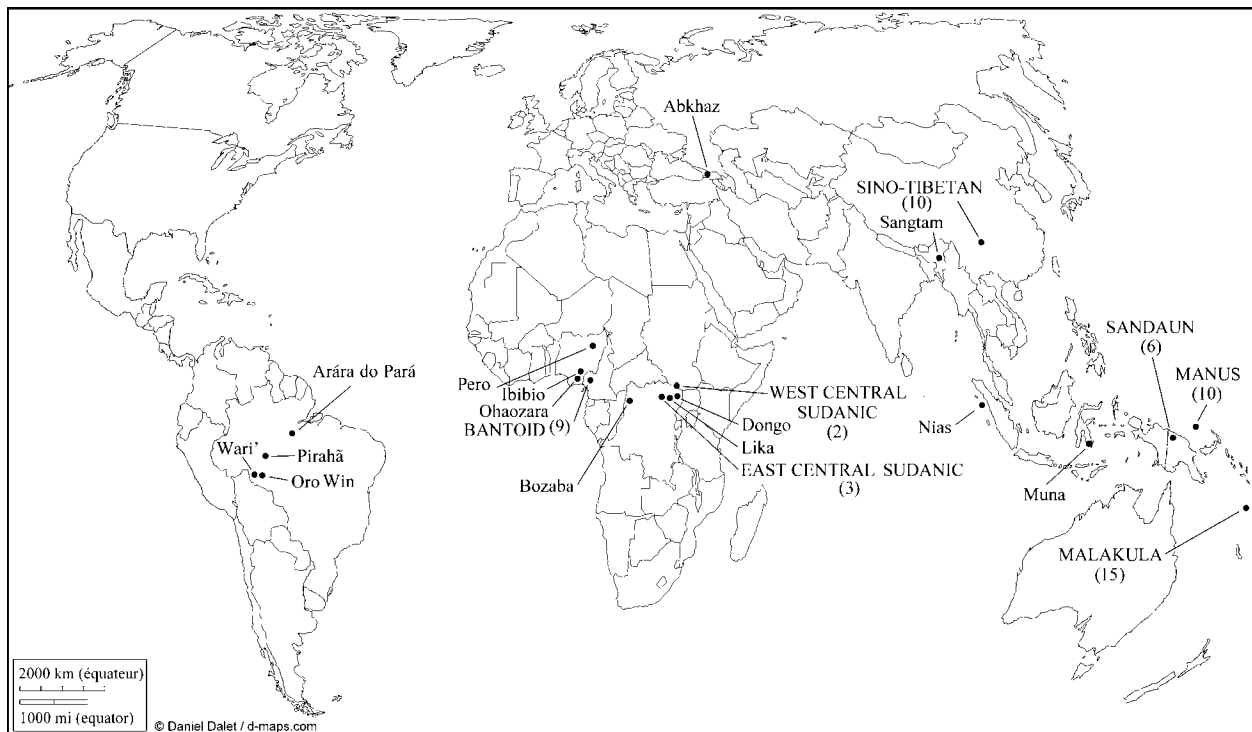 Abkhaz
SINO-TIBETAN
(10)
Sangtam
SANDAUN
(6)
MANUS
(10)
Arára do Pará
Pero
Ibibio
Ohaozara
BANTOID (9)
WEST CENTRAL
SUDANIC
(2)
Dongo
Lika
EAST CENTRAL SUDANIC
(3)
Bozaba
Nias
Muna
Wari’
Pirahã
Oro Win
MALAKULA
(15)
2000 km (équateur)
1000 mi (equator)
© Daniel Dalet / d-maps.com